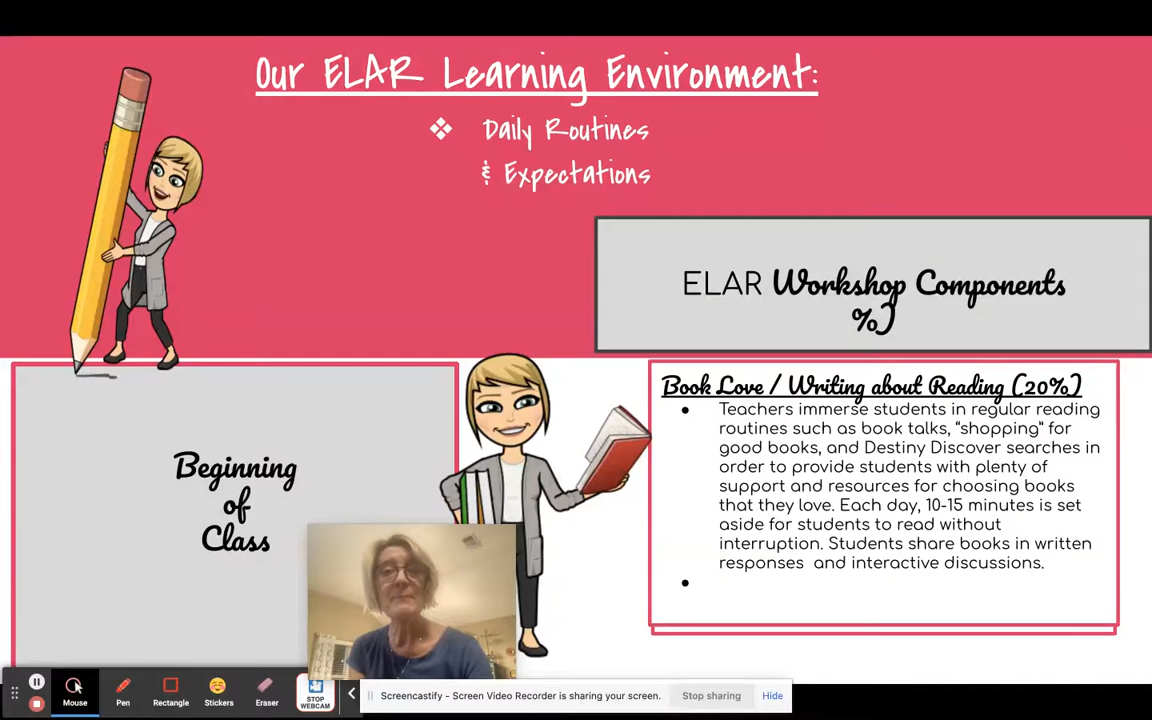 Our ELAR Learning Environment:
❖ Daily Routines
& Expectations
ELAR Workshop Components
%)
Beginning
of
Class
Book Love / Writing about Reading (20%)
● Teachers immerse students in regular reading
routines such as book talks, “shopping” for
good books, and Destiny Discover searches in
order to provide students with plenty of
support and resources for choosing books
that they love. Each day, 10-15 minutes is set
aside for students to read without
interruption. Students share books in written
responses and interactive discussions.
●
Mouse
Pen
Rectangle
Stickers
Eraser
STOP
WEBCAM
Screencastify - Screen Video Recorder is sharing your screen.
Stop sharing
Hide